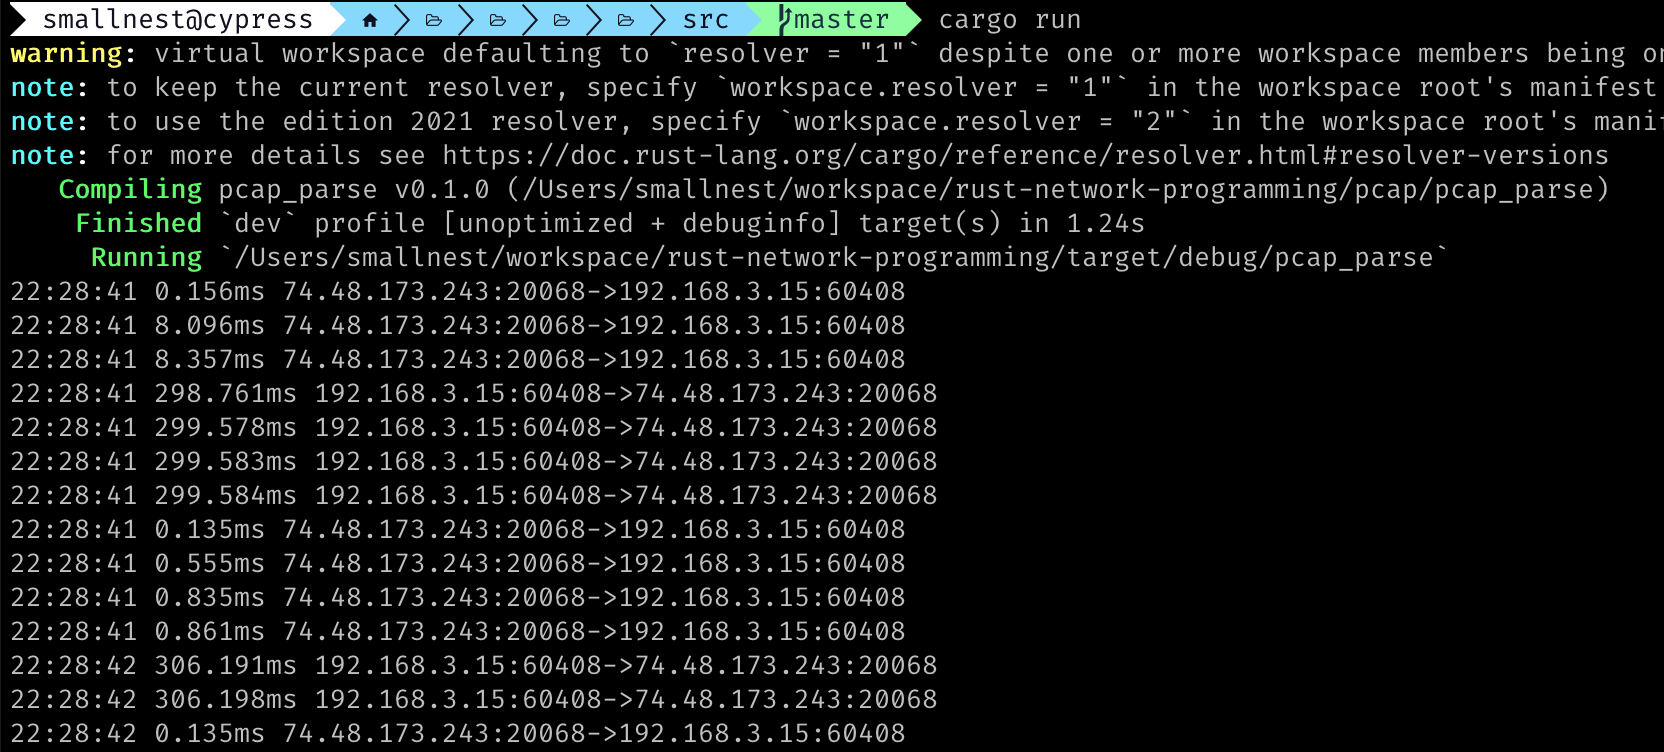 smallnest@cypress src master cargo run
warning: virtual workspace defaulting to `resolver = "1"` despite one or more workspace members being
note: to keep the current resolver, specify `workspace.resolver = "1"` in the workspace root's manifest
note: to use the edition 2021 resolver, specify `workspace.resolver = "2"` in the workspace root's
note: for more details see https://doc.rust-lang.org/cargo/reference/resolver.html#resolver-versions
Compiling pcap_parse v0.1.0 (/Users/smallnest/workspace/rust-network-programming/pcap/pcap_parse)
Finished `dev` profile [unoptimized + debuginfo] target(s) in 1.24s
Running `/Users/smallnest/workspace/rust-network-programming/target/debug/pcap_parse`
22:28:41 0.156ms 74.48.173.243:20068->192.168.3.15:60408
22:28:41 8.096ms 74.48.173.243:20068->192.168.3.15:60408
22:28:41 8.357ms 74.48.173.243:20068->192.168.3.15:60408
22:28:41 298.761ms 192.168.3.15:60408->74.48.173.243:20068
22:28:41 299.578ms 192.168.3.15:60408->74.48.173.243:20068
22:28:41 299.583ms 192.168.3.15:60408->74.48.173.243:20068
22:28:41 299.584ms 192.168.3.15:60408->74.48.173.243:20068
22:28:41 0.135ms 74.48.173.243:20068->192.168.3.15:60408
22:28:41 0.555ms 74.48.173.243:20068->192.168.3.15:60408
22:28:41 0.835ms 74.48.173.243:20068->192.168.3.15:60408
22:28:41 0.861ms 74.48.173.243:20068->192.168.3.15:60408
22:28:42 306.191ms 192.168.3.15:60408->74.48.173.243:20068
22:28:42 306.198ms 192.168.3.15:60408->74.48.173.243:20068
22:28:42 0.135ms 74.48.173.243:20068->192.168.3.15:60408